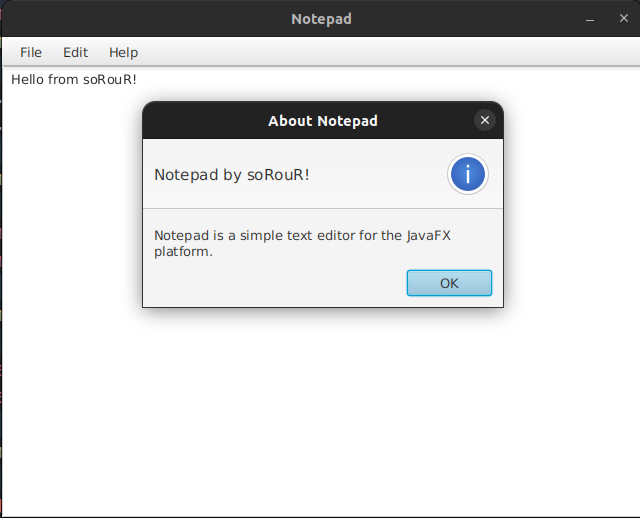 Notepad
File Edit Help
Hello from soRouR!
About Notepad
Notepad by soRouR!
Notepad is a simple text editor for the JavaFX
platform.
OK